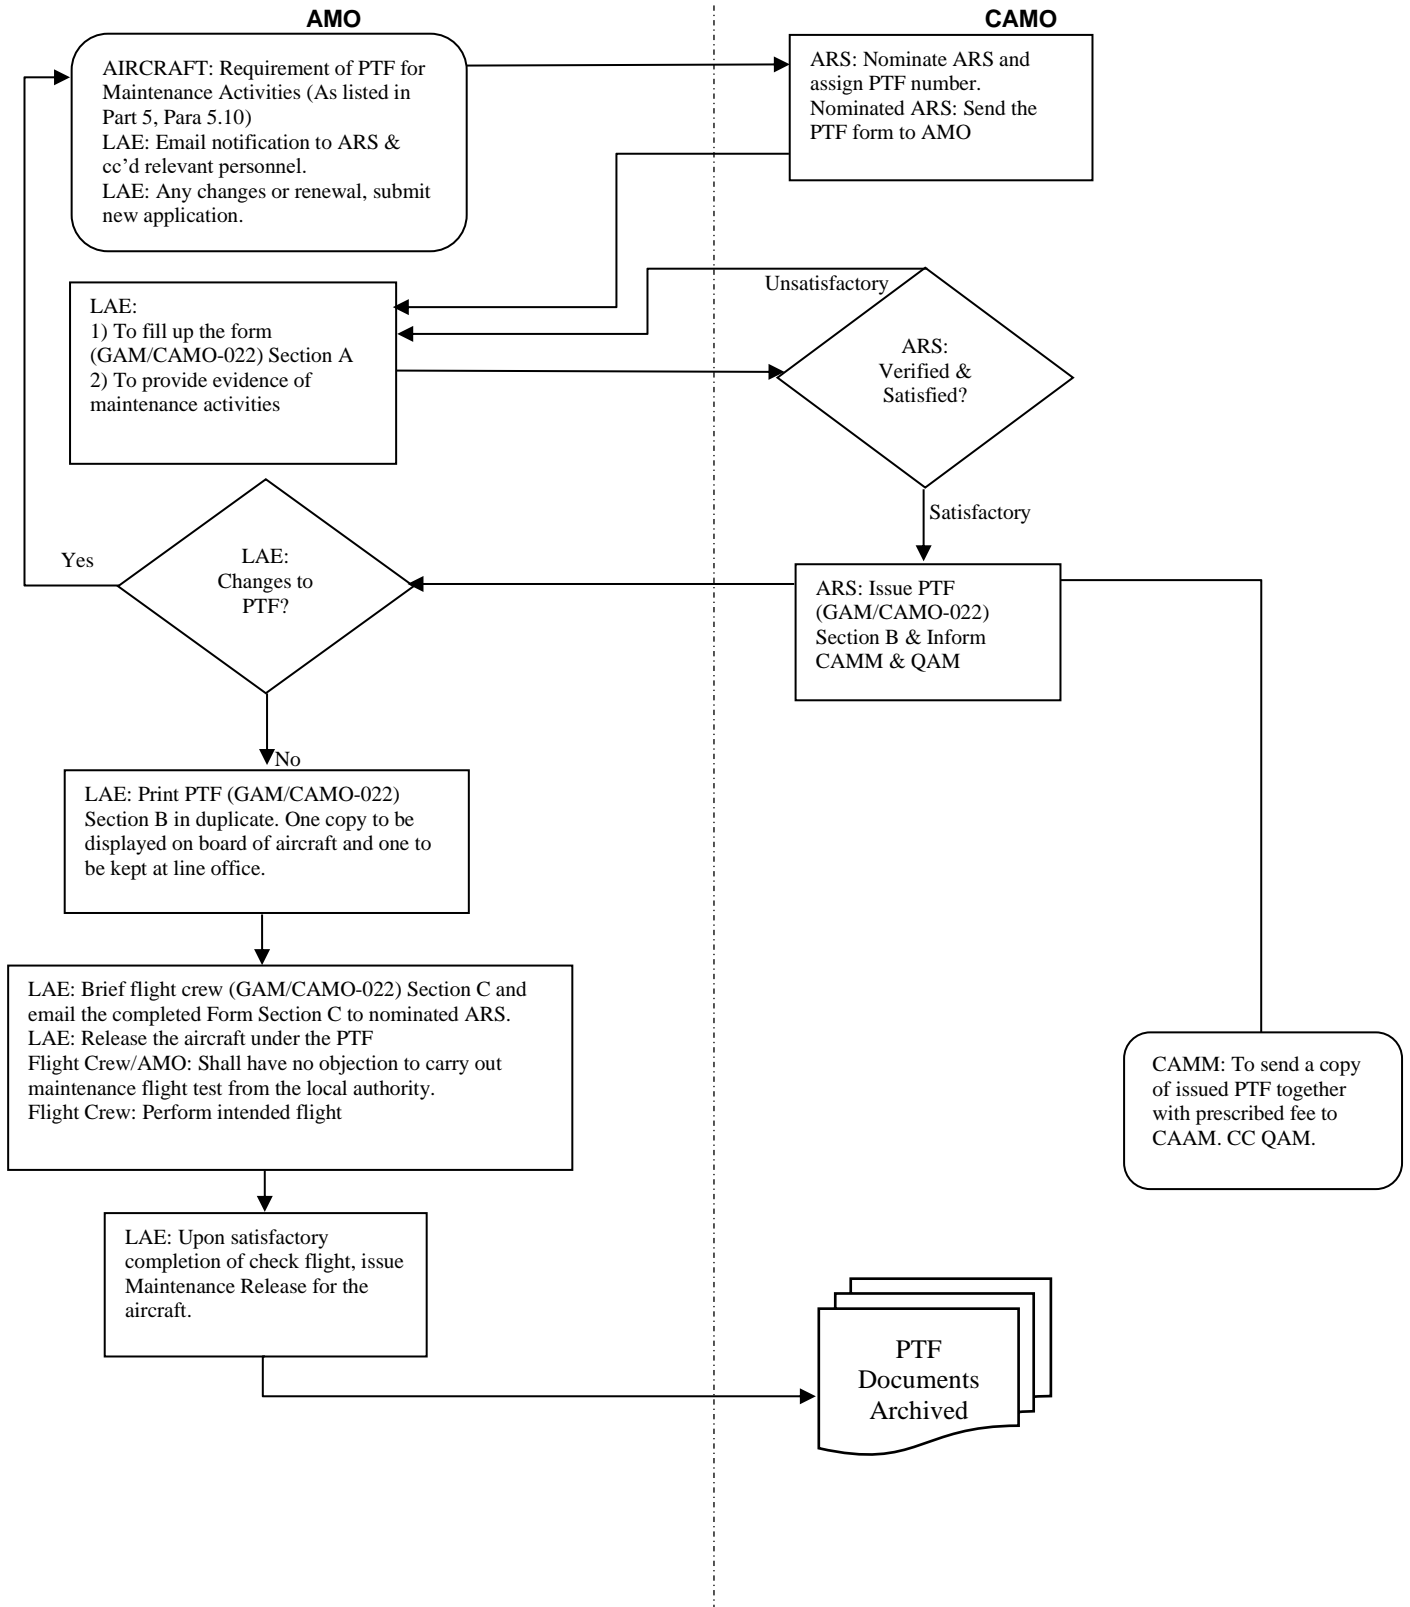 AMO
CAMO
AIRCRAFT: Requirement of PTF for
Maintenance Activities (As listed in
Part 5, Para 5.10)
LAE: Email notification to ARS &
cc’d relevant personnel.
LAE: Any changes or renewal, submit
new application.
ARS: Nominate ARS and
assign PTF number.
Nominated ARS: Send the
PTF form to AMO
LAE:
1) To fill up the form
(GAM/CAMO-022) Section A
2) To provide evidence of
maintenance activities
Unsatisfactory
ARS:
Verified &
Satisfied?
Satisfactory
ARS: Issue PTF
(GAM/CAMO-022)
Section B & Inform
CAMM & QAM
LAE:
Changes to
PTF?
Yes
No
LAE: Print PTF (GAM/CAMO-022)
Section B in duplicate. One copy to be
displayed on board of aircraft and one to
be kept at line office.
LAE: Brief flight crew (GAM/CAMO-022) Section C and
email the completed Form Section C to nominated ARS.
LAE: Release the aircraft under the PTF
Flight Crew/AMO: Shall have no objection to carry out
maintenance flight test from the local authority.
Flight Crew: Perform intended flight
CAMM: To send a copy
of issued PTF together
with prescribed fee to
CAAM. CC QAM.
LAE: Upon satisfactory
completion of check flight, issue
Maintenance Release for the
aircraft.
PTF
Documents
Archived